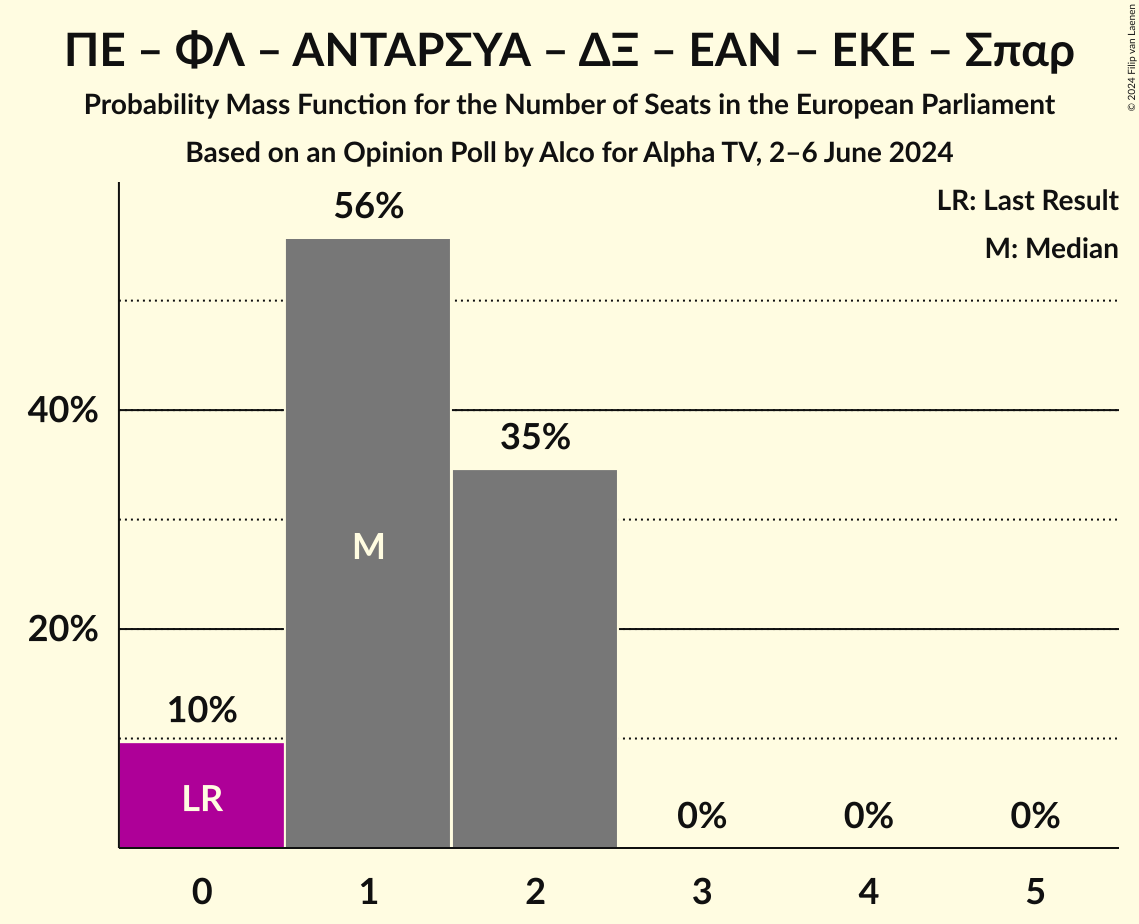 ΠΕ – ΦΛ – ΑΝΤΑΡΣΥΑ – ΔΞ – ΕΑΝ – ΕΚΕ – Σπαρ
Probability Mass Function for the Number of Seats in the European Parliament
Based on an Opinion Poll by Alco for Alpha TV, 2–6 June 2024
© 2024 Filip van Laenen
LR: Last Result
M: Median
56%
40%
35%
M
20%
10%
LR
0%
0%
0%
0
1
2
3
4
5